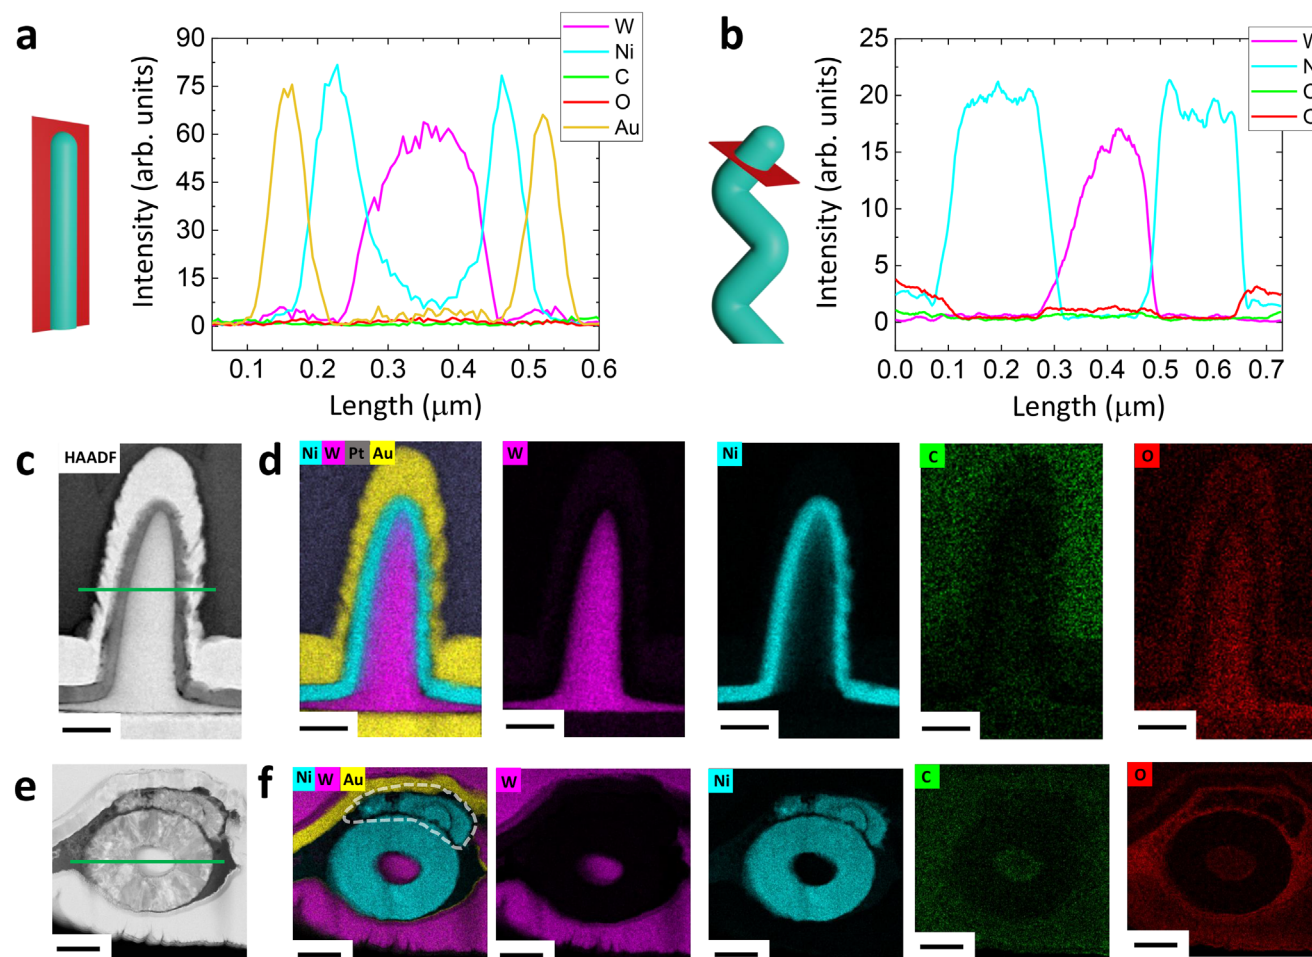 a
90
75
60
45
30
15
0
Intensity (arb. units)
0.1 0.2 0.3 0.4 0.5 0.6
Length (μm)
W
Ni
C
O
Au
b
25
20
15
10
5
0
Intensity (arb. units)
0.0 0.1 0.2 0.3 0.4 0.5 0.6 0.7
Length (μm)
c
HAADF
d
Ni W Pt Au
W
Ni
C
O
e
f
Ni W Au
W
Ni
C
O